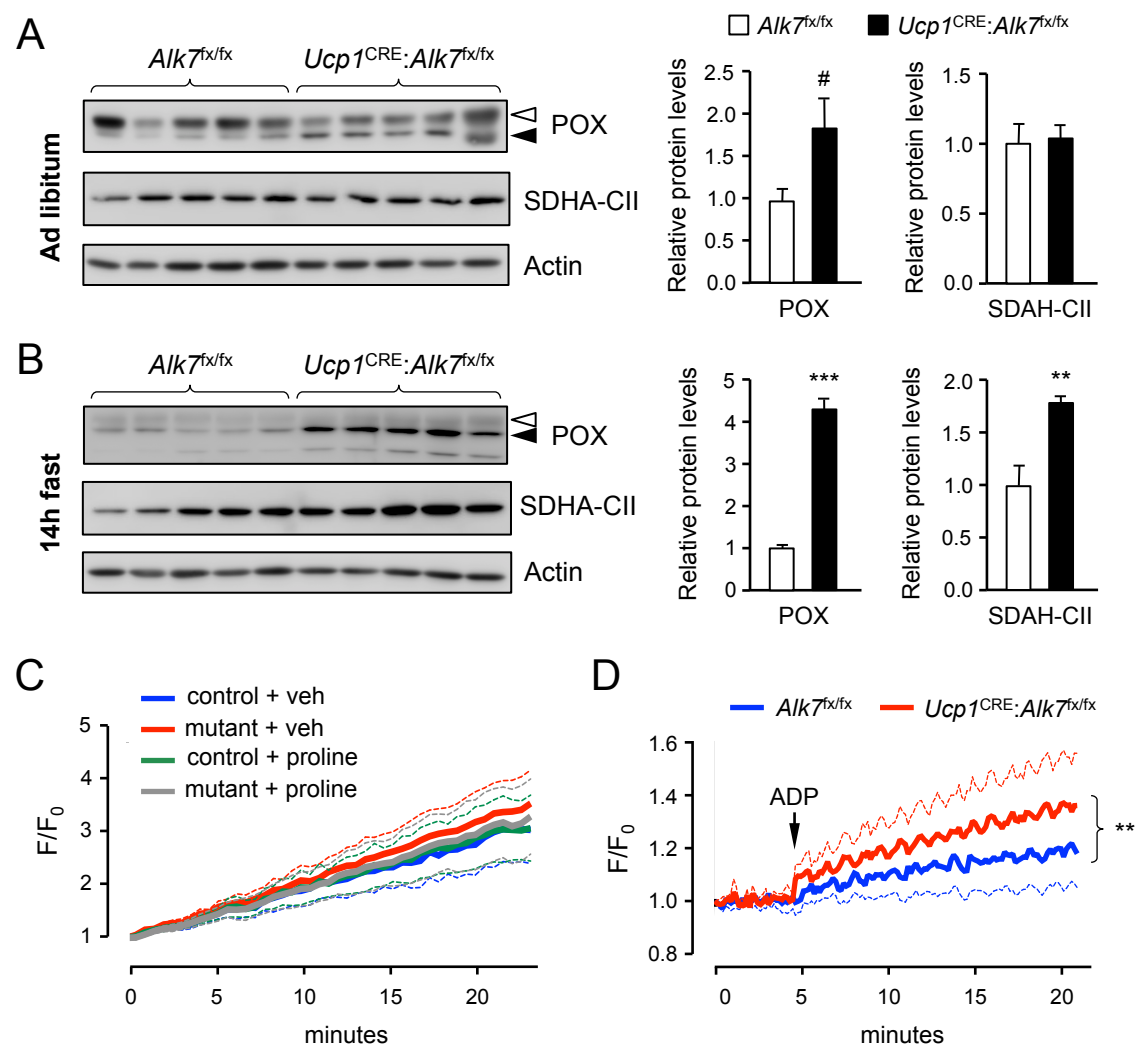 A
Alk7fx/fx
Ucp1CRE:Alk7fx/fx
Ad libitum
POX
SDHA-CII
Actin
Alk7fx/fx
Ucp1CRE:Alk7fx/fx
Relative protein levels
2.5
2.0
1.5
1.0
0.5
0.0
#
POX
Relative protein levels
1.5
1.0
0.5
0.0
SDAH-CII
B
Alk7fx/fx
Ucp1CRE:Alk7fx/fx
14h fast
POX
SDHA-CII
Actin
Relative protein levels
5
4
3
2
1
0
***
POX
Relative protein levels
2.0
1.5
1.0
0.5
0.0
**
SDAH-CII
C
control + veh
mutant + veh
control + proline
mutant + proline
F/F0
5
4
3
2
1
0 5 10 15 20
minutes
D
Alk7fx/fx
Ucp1CRE:Alk7fx/fx
F/F0
1.6
1.4
1.2
1.0
0.8
ADP
**
0 5 10 15 20
minutes